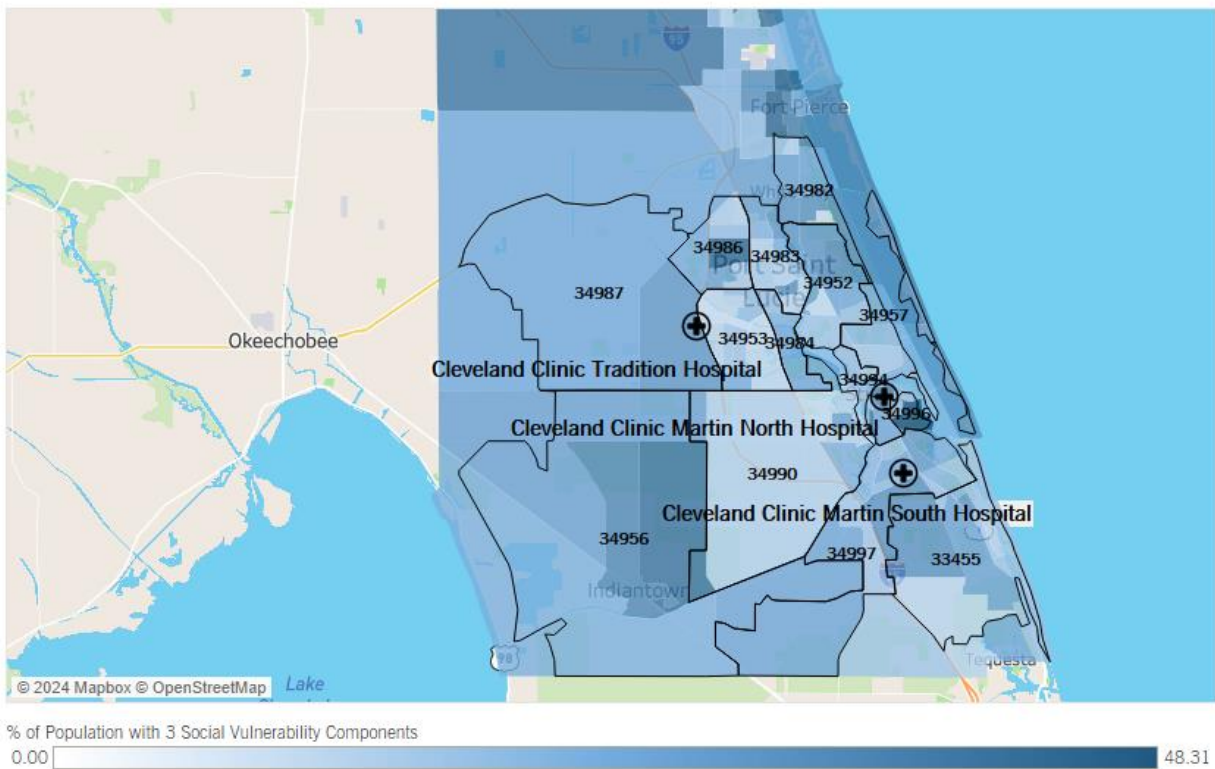 95
Fort Pierce
34982
34986
34983
Port Saint
Lucie
34952
34987
34957
34953
34984
Okeechobee
Cleveland Clinic Tradition Hospital
34994
34996
Cleveland Clinic Martin North Hospital
34990
Cleveland Clinic Martin South Hospital
34956
34997
33455
Indiantown
98
Tequesta
© 2024 Mapbox © OpenStreetMap
Lake
% of Population with 3 Social Vulnerability Components
0.00
48.31